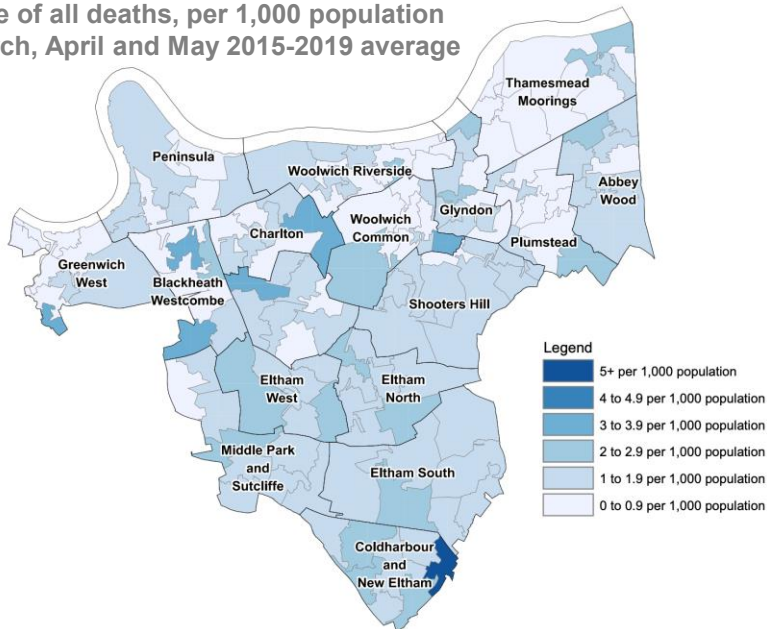 e of all deaths, per 1,000 population
ch, April and May 2015-2019 average
Thamesmead
Moorings
Peninsula
Woolwich Riverside
Abbey
Wood
Glyndon
Woolwich
Common
Charlton
Plumstead
Greenwich
West
Blackheath
Westcombe
Shooters Hill
Eltham
West
Eltham
North
Middle Park
and
Sutcliffe
Eltham South
Coldharbour
and
New Eltham
Legend
5+ per 1,000 population
4 to 4.9 per 1,000 population
3 to 3.9 per 1,000 population
2 to 2.9 per 1,000 population
1 to 1.9 per 1,000 population
0 to 0.9 per 1,000 population